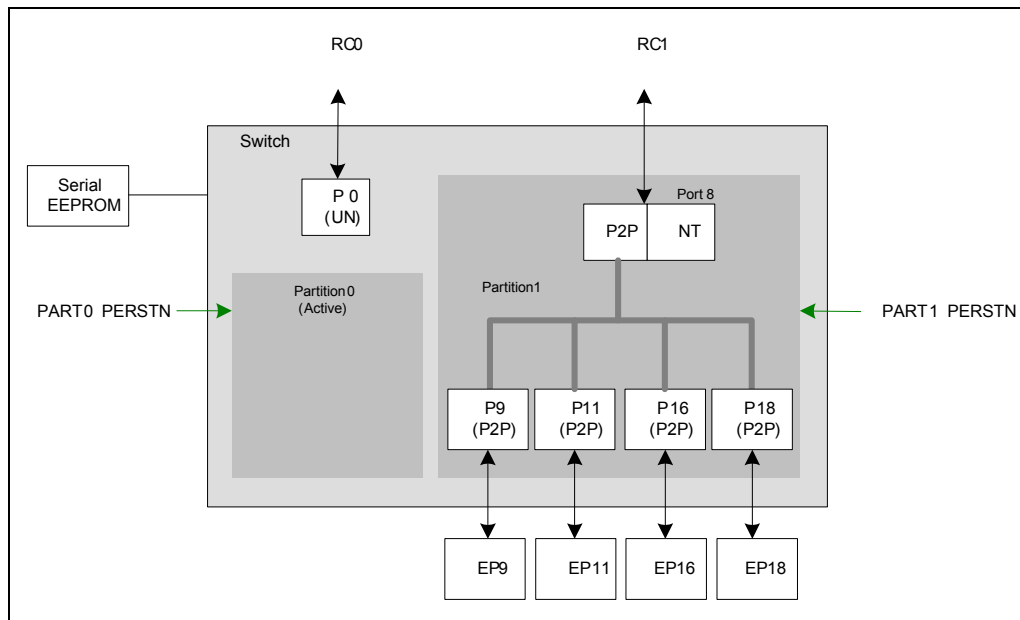 RC0
RC1
Switch
Serial
EEPROM
P 0
(UN)
Port 8
P2P
NT
Partition 0
(Active)
Partition1
PART0 PERSTN
PART1 PERSTN
P9
(P2P)
P11
(P2P)
P16
(P2P)
P18
(P2P)
EP9
EP11
EP16
EP18